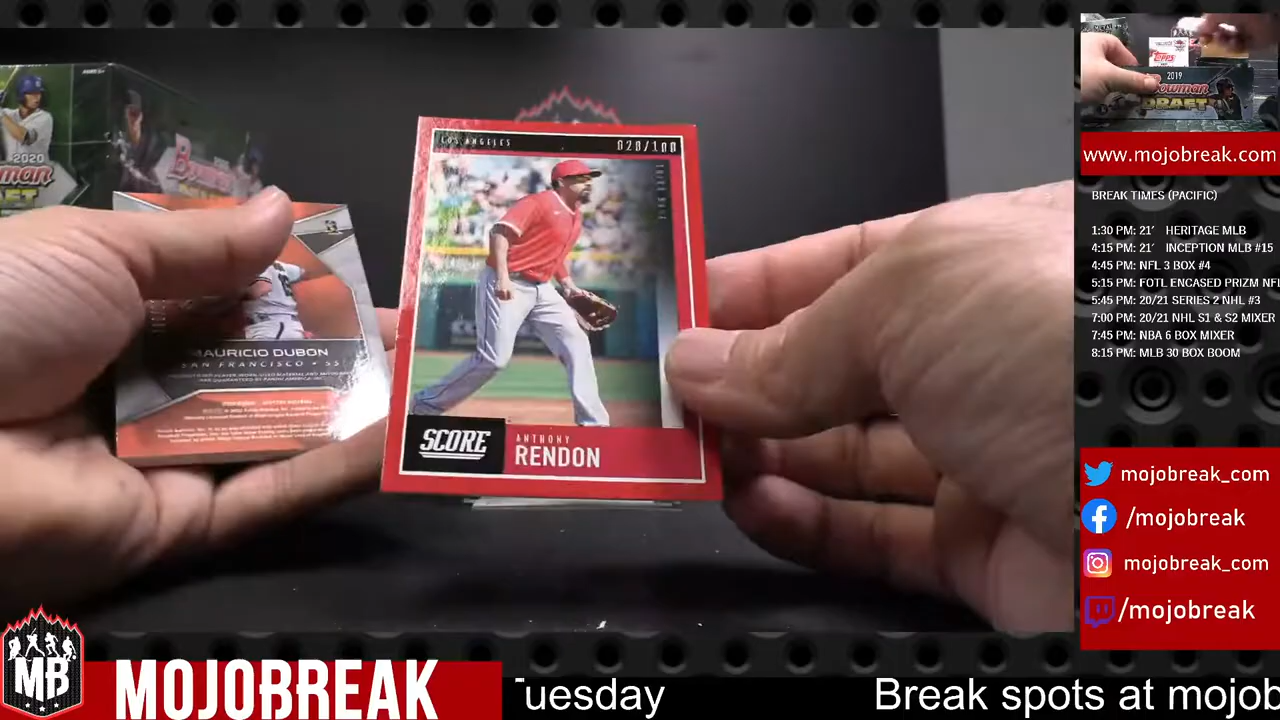 2020
LOS ANGELES
020/100
SCORE
ANTHONY
RENDON
MAURICIO DUBON
SAN FRANCISCO • SS
Topps
2019
Bowman
DRAFT
www.mojobreak.com
BREAK TIMES (PACIFIC)
1:30 PM: 21' HERITAGE MLB
4:15 PM: 21' INCEPTION MLB #15
4:45 PM: NFL 3 BOX #4
5:15 PM: FOTL ENCASED PRIZM NFL
5:45 PM: 20/21 SERIES 2 NHL #3
7:00 PM: 20/21 NHL S1 & S2 MIXER
7:45 PM: NBA 6 BOX MIXER
8:15 PM: MLB 30 BOX BOOM
mojobreak_com
/mojobreak
mojobreak_com
/mojobreak
MB
MOJOBREAK
Tuesday
Break spots at mojob